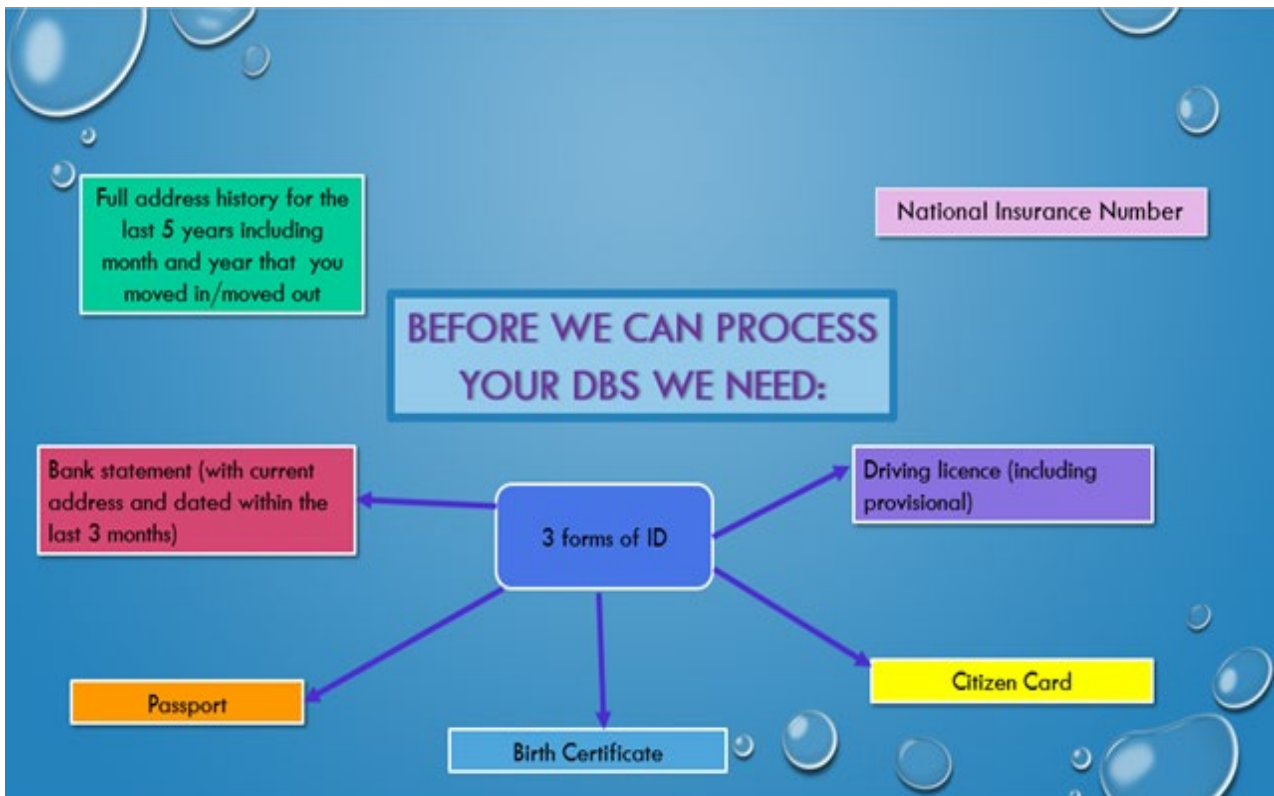 Full address history for the
last 5 years including
month and year that you
moved in/moved out
National Insurance Number
BEFORE WE CAN PROCESS
YOUR DBS WE NEED:
Bank statement (with current
address and dated within the
last 3 months)
3 forms of ID
Driving licence (including
provisional)
Passport
Birth Certificate
Citizen Card